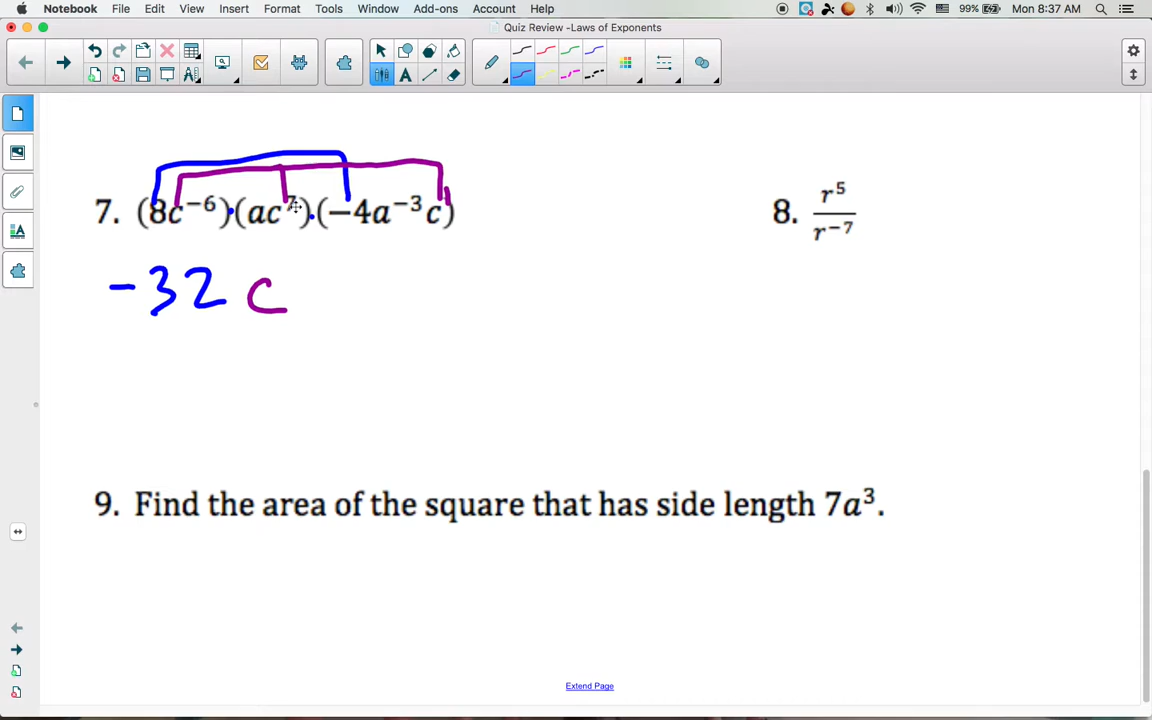 Notebook File Edit View Insert Format Tools Window Add-ons Account Help 99% Mon 8:37 AM
Quiz Review -Laws of Exponents
7. (8c⁻⁶)·(ac⁷)·(−4a⁻³c¹)
8. r⁵/r⁻⁷
-32 c
9. Find the area of the square that has side length 7a³.
Extend Page